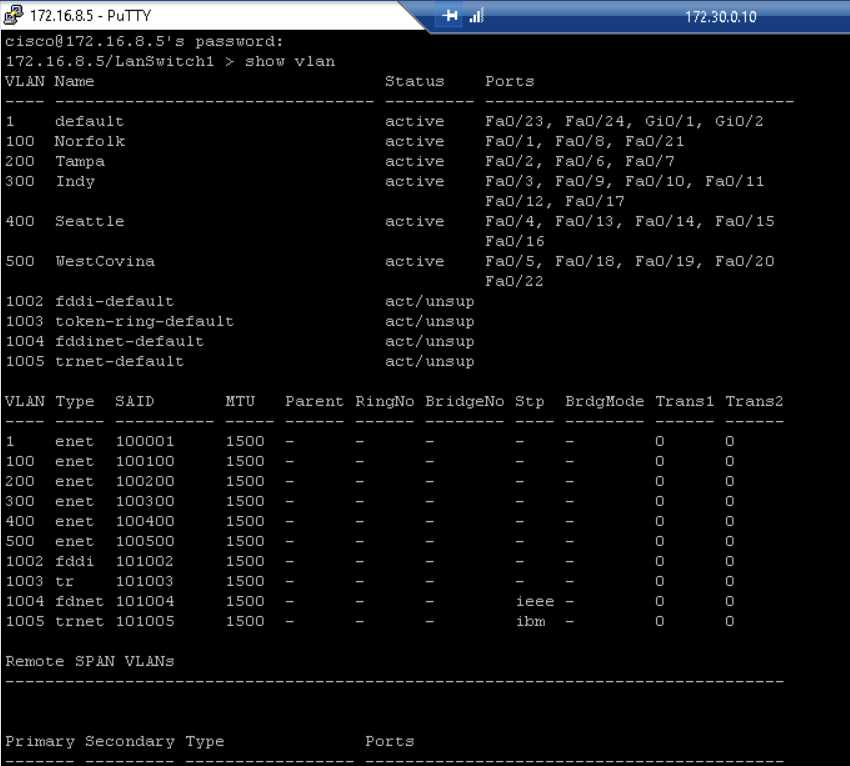 172.16.8.5 - PuTTY
172.30.0.10
cisco@172.16.8.5's password:
172.16.8.5/LanSwitch1 > show vlan
VLAN Name                             Status    Ports
---- -------------------------------- --------- -------------------------------
1    default                          active    Fa0/23, Fa0/24, Gi0/1, Gi0/2
100  Norfolk                          active    Fa0/1, Fa0/8, Fa0/21
200  Tampa                            active    Fa0/2, Fa0/6, Fa0/7
300  Indy                             active    Fa0/3, Fa0/9, Fa0/10, Fa0/11
                                                Fa0/12, Fa0/17
400  Seattle                          active    Fa0/4, Fa0/13, Fa0/14, Fa0/15
                                                Fa0/16
500  WestCovina                       active    Fa0/5, Fa0/18, Fa0/19, Fa0/20
                                                Fa0/22
1002 fddi-default                     act/unsup
1003 token-ring-default               act/unsup
1004 fddinet-default                  act/unsup
1005 trnet-default                    act/unsup
VLAN Type  SAID       MTU   Parent RingNo BridgeNo Stp  BrdgMode Trans1 Trans2
---- ----- ---------- ----- ------ ------ -------- ---- -------- ------ ------
1    enet  100001     1500  -      -      -        -    -        0      0
100  enet  100100     1500  -      -      -        -    -        0      0
200  enet  100200     1500  -      -      -        -    -        0      0
300  enet  100300     1500  -      -      -        -    -        0      0
400  enet  100400     1500  -      -      -        -    -        0      0
500  enet  100500     1500  -      -      -        -    -        0      0
1002 fddi  101002     1500  -      -      -        -    -        0      0
1003 tr    101003     1500  -      -      -        -    -        0      0
1004 fdnet 101004     1500  -      -      -        ieee -        0      0
1005 trnet 101005     1500  -      -      -        ibm  -        0      0
Remote SPAN VLANs
------------------------------------------------------------------------------
Primary Secondary Type              Ports
------- --------- ----------------- ------------------------------------------